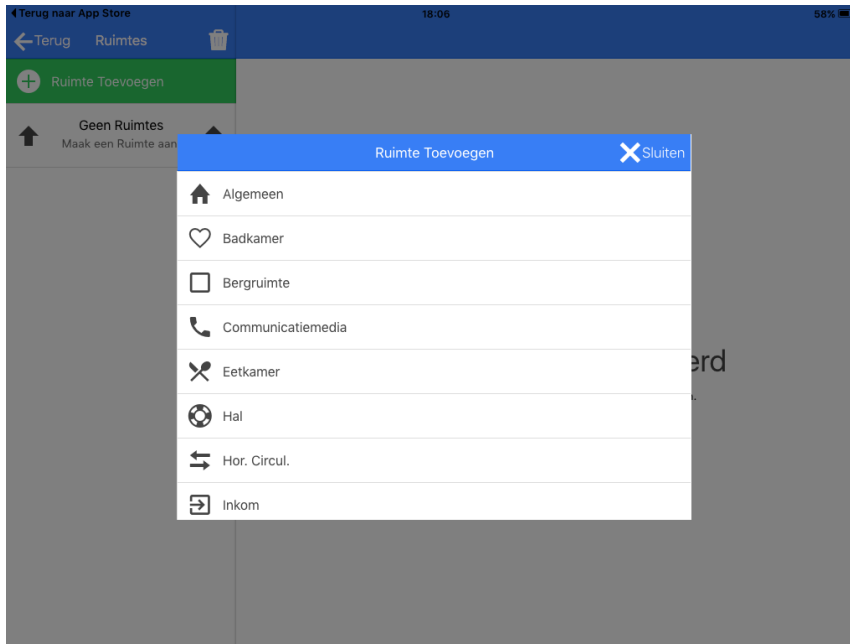 Terug naar App Store 18:06 58%
Terug Ruimtes
Ruimte Toevoegen
Geen Ruimtes
Maak een Ruimte aan
Ruimte Toevoegen Sluiten
Algemeen
Badkamer
Bergruimte
Communicatiemedia
Eetkamer
erd
Hal
Hor. Circul.
Inkom